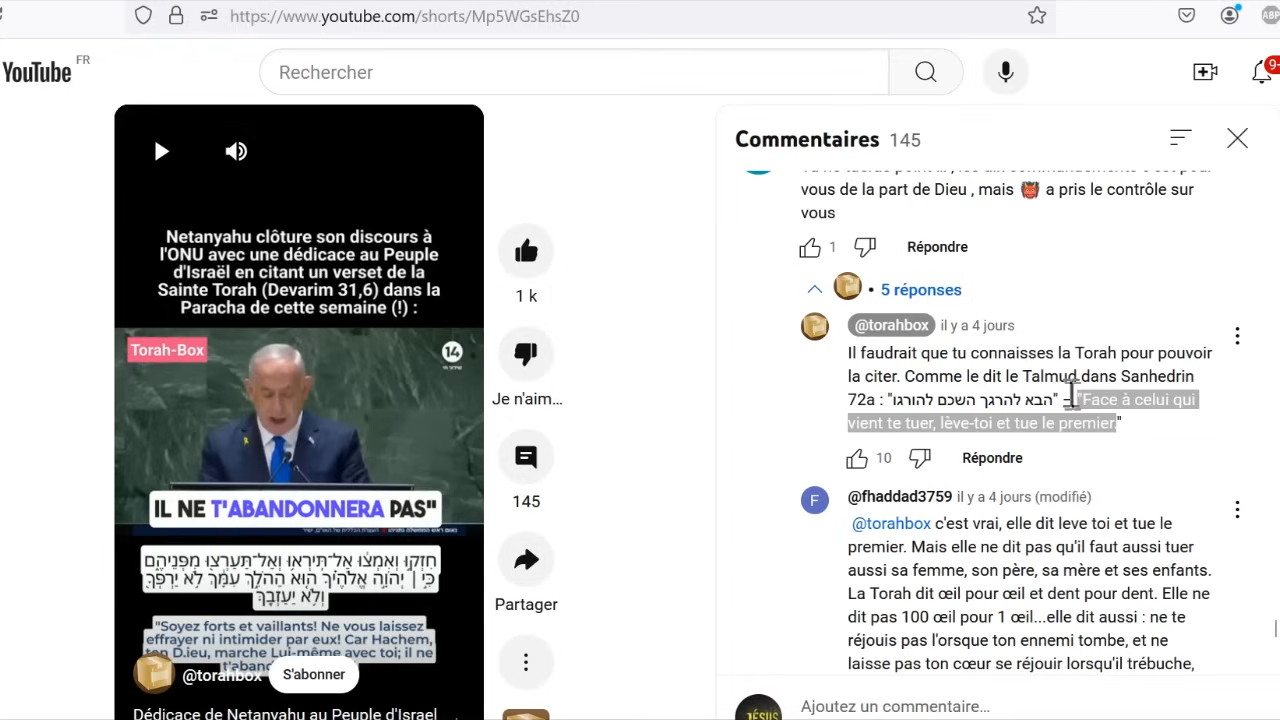 https://www.youtube.com/shorts/Mp5WGsEhsZ0
ABP
YouTube FR
Rechercher
9+
Netanyahu clôture son discours à
l'ONU avec une dédicace au Peuple
d'Israël en citant un verset de la
Sainte Torah (Devarim 31,6) dans la
Paracha de cette semaine (!) :
Torah-Box
14
IL NE T'ABANDONNERA PAS"
חִזְקוּ וְאִמְצוּ אַל־תִּירְאוּ וְאַל־תַּעַרְצוּ מִפְּנֵיהֶם
כִּי | יְהוָה אֱלֹהֶיךָ הוּא הַהֹלֵךְ עִמָּךְ לֹא יַרְפְּךָ
וְלֹא יַעַזְבֶךָּ
"Soyez forts et vaillants! Ne vous laissez
effrayer ni intimider par eux! Car Hachem,
ton D.ieu, marche Lui-même avec toi; il ne
@torahbox
S'abonner
Dédicace de Netanyahu au Peuple d'Israel
1 k
Je n'aim...
145
Partager
Commentaires 145
vous de la part de Dieu , mais 👹 a pris le contrôle sur
vous
1 Répondre
• 5 réponses
@torahbox il y a 4 jours
Il faudrait que tu connaisses la Torah pour pouvoir
la citer. Comme le dit le Talmud dans Sanhedrin
72a : "הבא להרגך השכם להורגו" – "Face à celui qui
vient te tuer, lève-toi et tue le premier."
10 Répondre
F
@fhaddad3759 il y a 4 jours (modifié)
@torahbox c'est vrai, elle dit leve toi et tue le
premier. Mais elle ne dit pas qu'il faut aussi tuer
aussi sa femme, son père, sa mère et ses enfants.
La Torah dit œil pour œil et dent pour dent. Elle ne
dit pas 100 œil pour 1 œil...elle dit aussi : ne te
réjouis pas l'orsque ton ennemi tombe, et ne
laisse pas ton cœur se réjouir lorsqu'il trébuche,
JÉSUS
Ajoutez un commentaire...